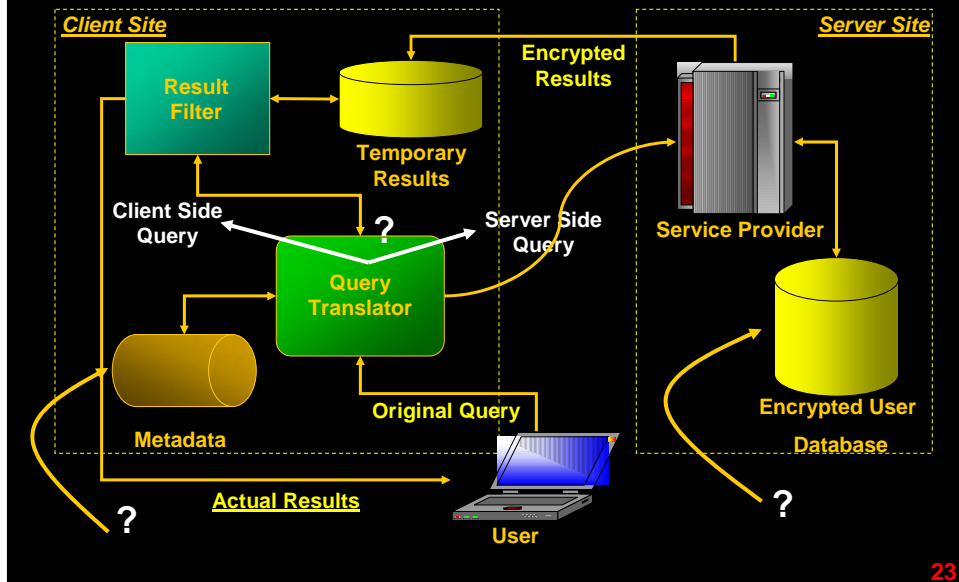 Client Site
Server Site
Encrypted
Results
Result
Filter
Temporary
Results
Client Side
Query
?
Server Side
Query
Service Provider
Query
Translator
Original Query
Encrypted User
Database
Metadata
Actual Results
?
?
User
23